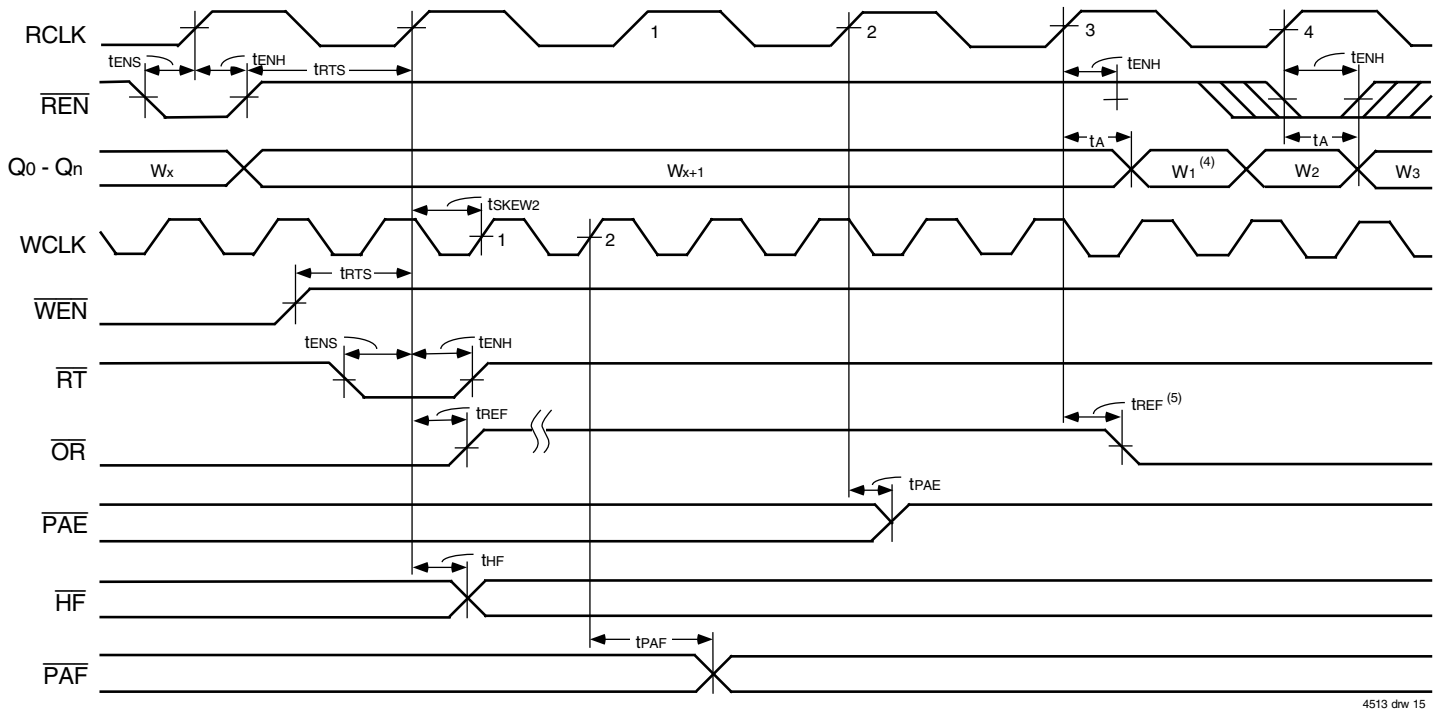 RCLK 1 2 3 4
tENS tENH tRTS tENH tENH
REN
tA tA
Q0 - Qn Wx Wx+1 W1 (4) W2 W3
tSKEW2
WCLK 1 2
tRTS
WEN
tENS tENH
RT
tREF tREF (5)
OR
tPAE
PAE
tHF
HF
tPAF
PAF
4513 drw 15